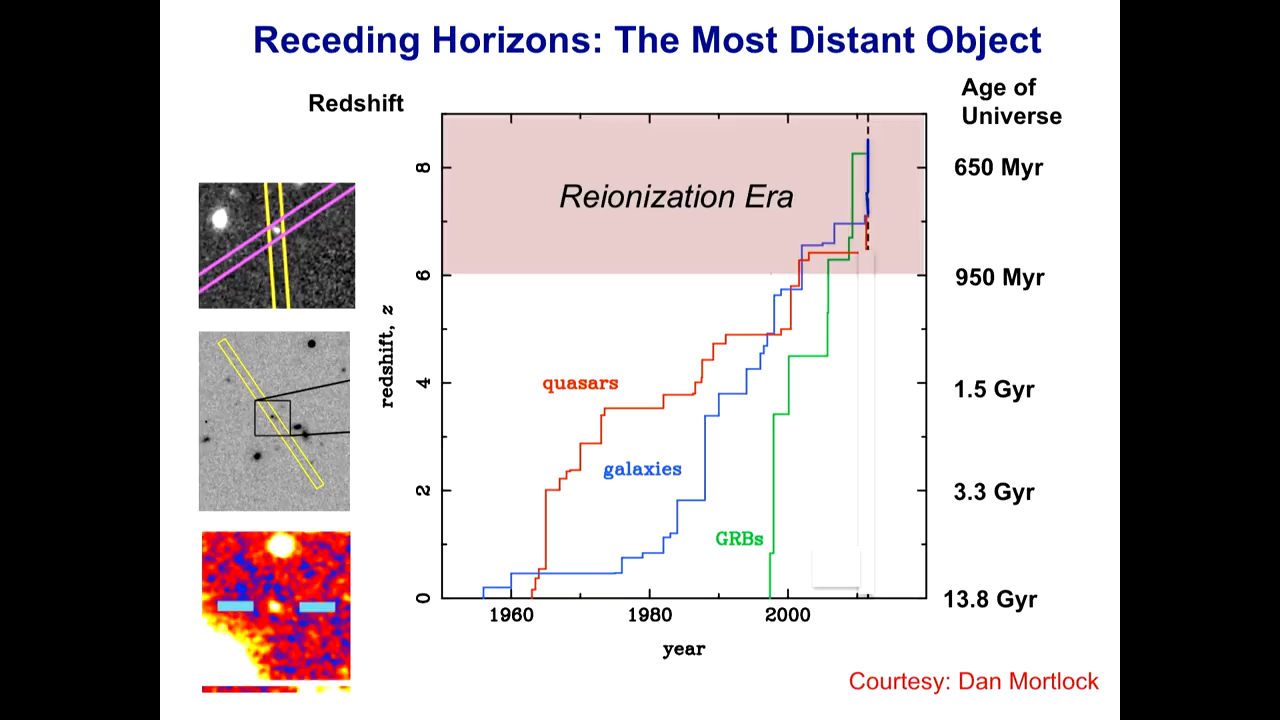 Receding Horizons: The Most Distant Object
Redshift
Age of
Universe
8
650 Myr
Reionization Era
6
950 Myr
redshift, z
quasars
4
1.5 Gyr
galaxies
2
3.3 Gyr
GRBs
0
13.8 Gyr
1960
1980
2000
year
Courtesy: Dan Mortlock